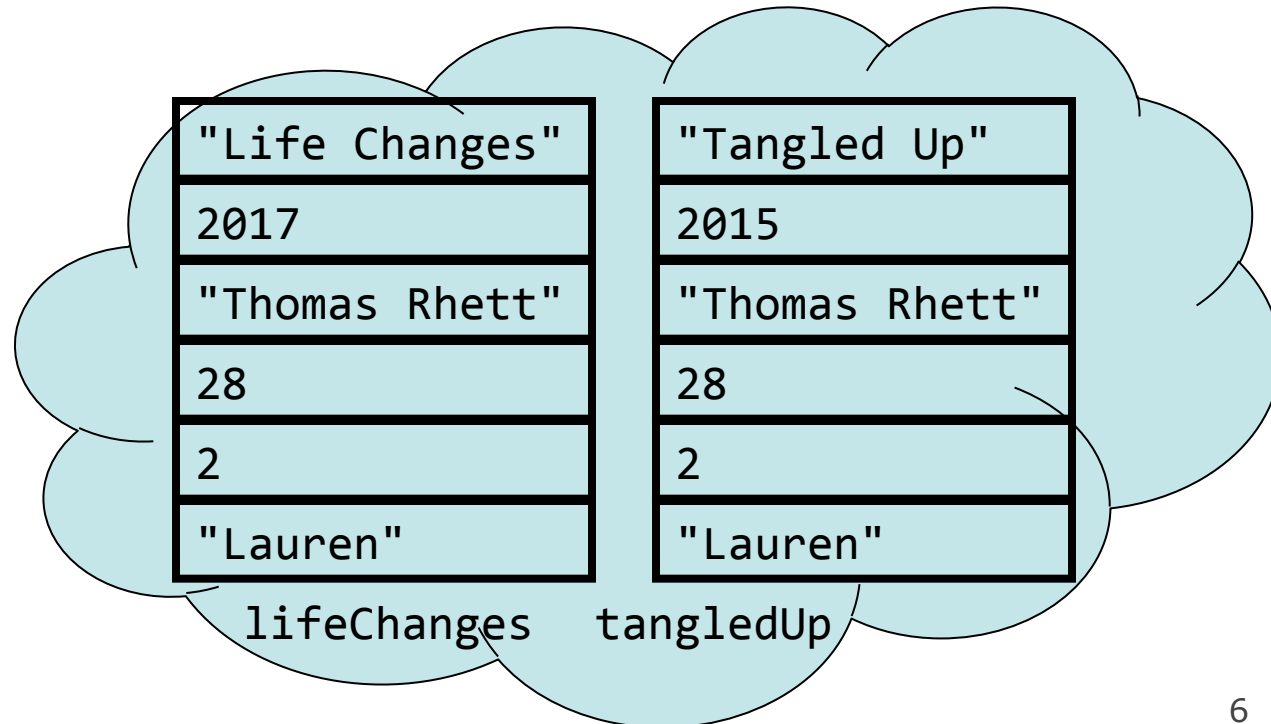 "Life Changes"
2017
"Thomas Rhett"
28
2
"Lauren"
lifeChanges
"Tangled Up"
2015
"Thomas Rhett"
28
2
"Lauren"
tangledUp
6